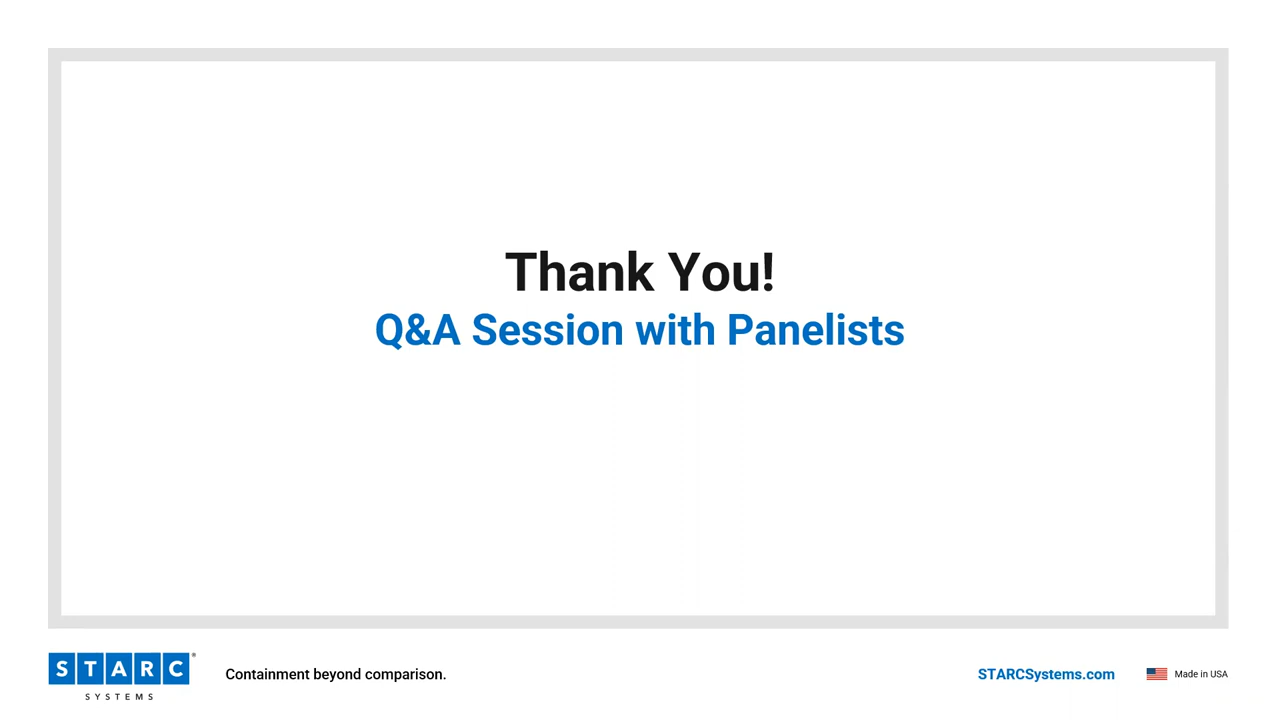 Thank You!
Q&A Session with Panelists
STARC®
SYSTEMS
Containment beyond comparison.
STARCSystems.com
Made in USA